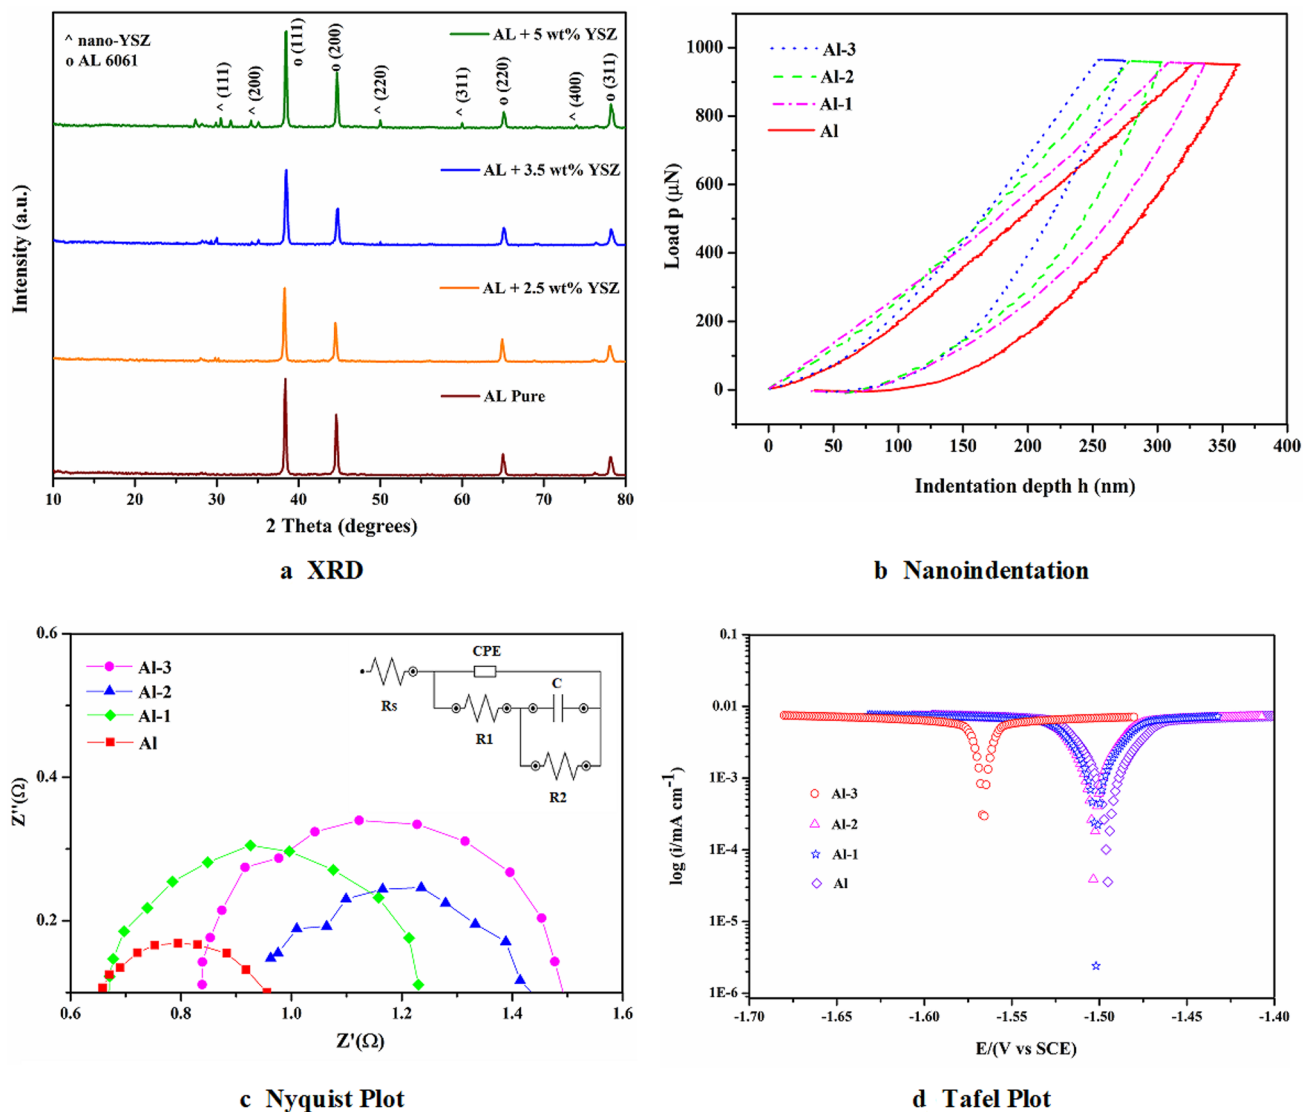 ^ nano-YSZ
o AL 6061
^ (111)
^ (200)
o (111)
o (200)
^ (220)
^ (311)
o (220)
^ (400)
o (311)
AL + 5 wt% YSZ
AL + 3.5 wt% YSZ
AL + 2.5 wt% YSZ
AL Pure
Intensity (a.u.)
10 20 30 40 50 60 70 80
2 Theta (degrees)
a XRD
1000
800
600
400
200
0
Load p (μN)
Al-3
Al-2
Al-1
Al
0 50 100 150 200 250 300 350 400
Indentation depth h (nm)
b Nanoindentation
0.6
0.4
0.2
Z''(Ω)
Al-3
Al-2
Al-1
Al
Rs
CPE
C
R1
R2
0.6 0.8 1.0 1.2 1.4 1.6
Z'(Ω)
c Nyquist Plot
0.1
0.01
1E-3
1E-4
1E-5
1E-6
log (i/mA cm⁻²)
Al-3
Al-2
Al-1
Al
-1.70 -1.65 -1.60 -1.55 -1.50 -1.45 -1.40
E/(V vs SCE)
d Tafel Plot